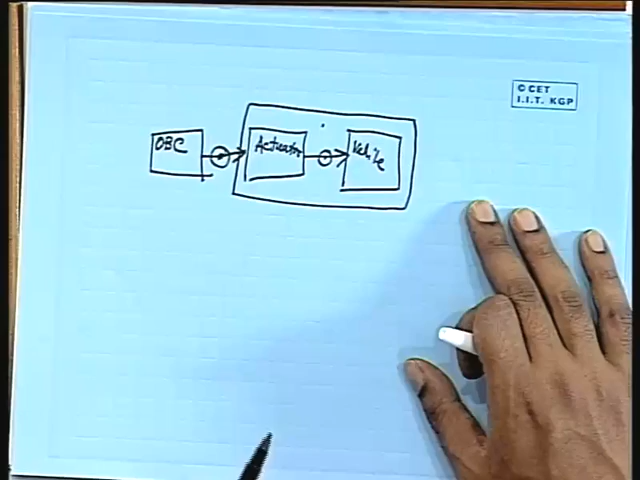 © CET
I.I.T. KGP
OBC
Actuator
Vehicle